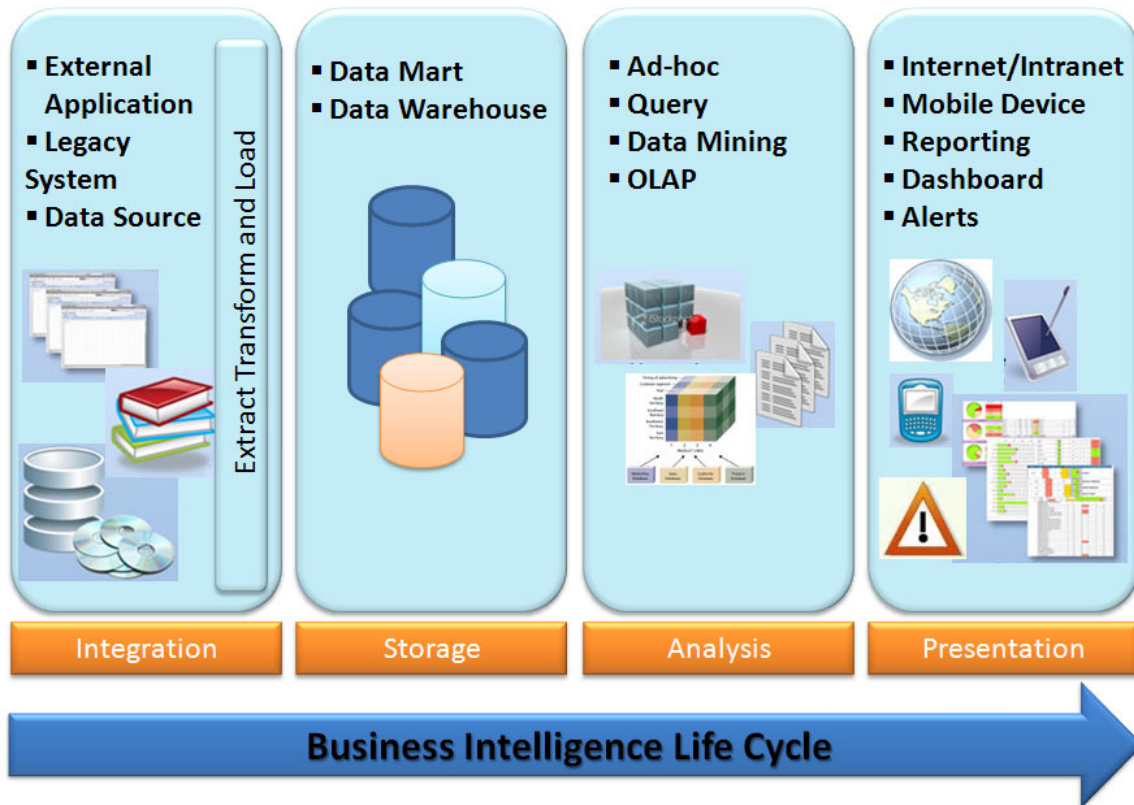 ▪ External
Application
▪ Legacy
System
▪ Data Source
Extract Transform and Load
▪ Data Mart
▪ Data Warehouse
▪ Ad-hoc
▪ Query
▪ Data Mining
▪ OLAP
▪ Internet/Intranet
▪ Mobile Device
▪ Reporting
▪ Dashboard
▪ Alerts
Integration
Storage
Analysis
Presentation
Business Intelligence Life Cycle